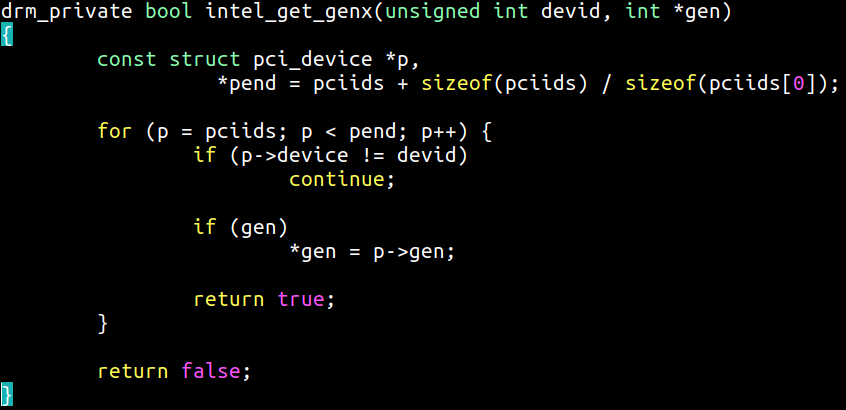 drm_private bool intel_get_genx(unsigned int devid, int *gen)
{
        const struct pci_device *p,
                  *pend = pciids + sizeof(pciids) / sizeof(pciids[0]);

        for (p = pciids; p < pend; p++) {
                if (p->device != devid)
                        continue;

                if (gen)
                        *gen = p->gen;

                return true;
        }

        return false;
}